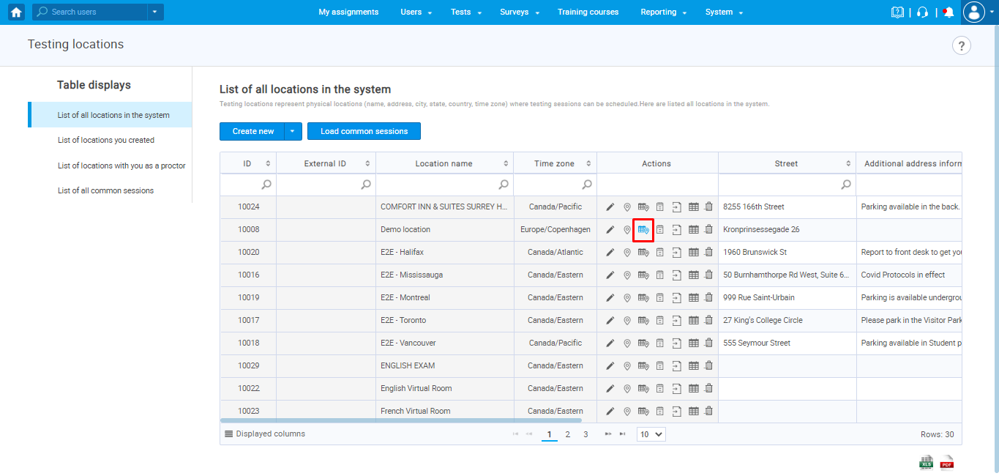 Search users
My assignments Users Tests Surveys Training courses Reporting System
Testing locations
?
Table displays
List of all locations in the system
List of locations you created
List of locations with you as a proctor
List of all common sessions
List of all locations in the system
Testing locations represent physical locations (name, address, city, state, country, time zone) where testing sessions can be scheduled.Here are listed all locations in the system.
Create new Load common sessions
ID External ID Location name Time zone Actions Street Additional address inform
10024 COMFORT INN & SUITES SURREY H... Canada/Pacific 8255 166th Street Parking available in the back.
10008 Demo location Europe/Copenhagen Kronprinsessegade 26
10020 E2E - Halifax Canada/Atlantic 1960 Brunswick St Report to front desk to get you
10016 E2E - Mississauga Canada/Eastern 50 Burnhamthorpe Rd West, Suite 6... Covid Protocols in effect
10019 E2E - Montreal Canada/Eastern 999 Rue Saint-Urbain Parking is available undergrou
10017 E2E - Toronto Canada/Eastern 27 King's College Circle Please park in the Visitor Park
10018 E2E - Vancouver Canada/Pacific 555 Seymour Street Parking available in Student p
10029 ENGLISH EXAM Canada/Eastern
10022 English Virtual Room Canada/Eastern
10023 French Virtual Room Canada/Eastern
Displayed columns 1 2 3 10 Rows: 30
XLS PDF